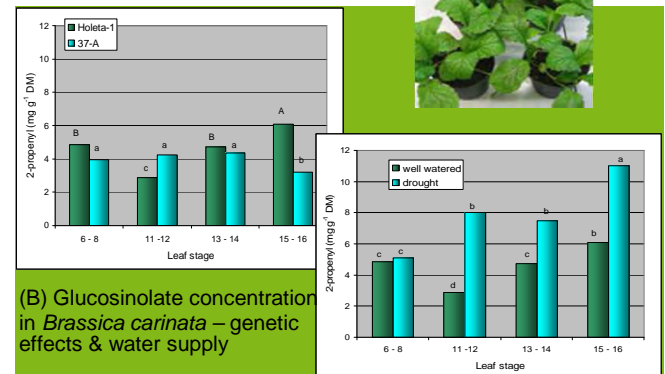 12
10
8
6
4
2
0
2-propenyl (mg g-1 DM)
Holeta-1
37-A
B a c a B a A b
6 - 8 11 -12 13 - 14 15 - 16
Leaf stage
12
10
8
6
4
2
0
2-propenyl (mg g-1 DM)
well watered
drought
c c d b c b b a
6 - 8 11 -12 13 - 14 15 - 16
Leaf stage
(B) Glucosinolate concentration
in Brassica carinata – genetic
effects & water supply